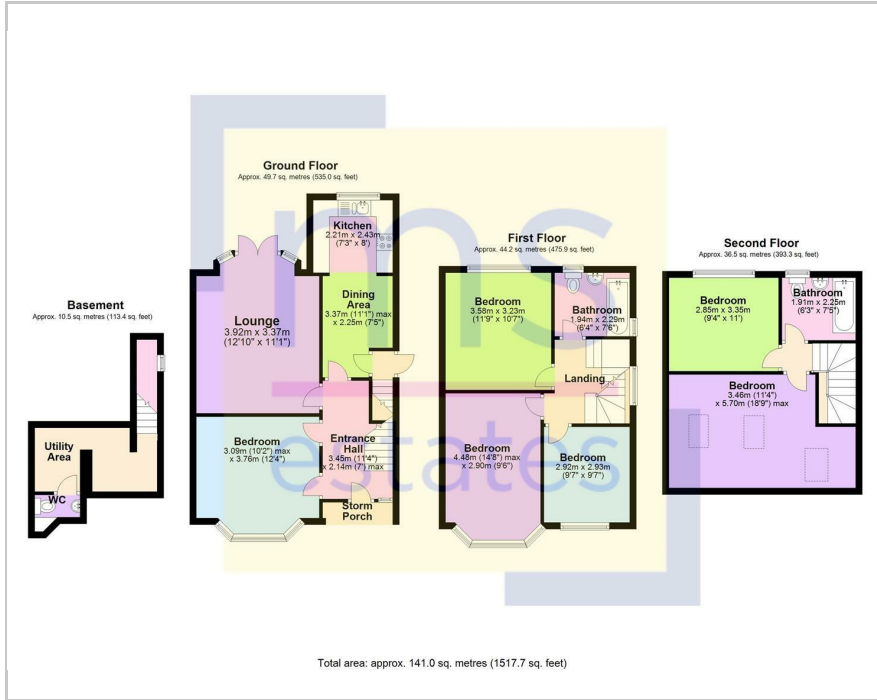 Basement
Approx. 10.5 sq. metres (113.4 sq. feet)
Utility
Area
WC
Ground Floor
Approx. 49.7 sq. metres (535.0 sq. feet)
Kitchen
2.21m x 2.43m
(7'3" x 8')
Lounge
3.92m x 3.37m
(12'10" x 11'1")
Dining
Area
3.37m (11'1") max
x 2.25m (7'5")
Bedroom
3.09m (10'2") max
x 3.76m (12'4")
Entrance
Hall
3.45m (11'4")
x 2.14m (7') max
Storm
Porch
First Floor
Approx. 44.2 sq. metres (475.9 sq. feet)
Bedroom
3.58m x 3.23m
(11'9" x 10'7")
Bathroom
1.94m x 2.29m
(6'4" x 7'6")
Landing
Bedroom
4.48m (14'8") max
x 2.90m (9'6")
Bedroom
2.92m x 2.93m
(9'7" x 9'7")
Second Floor
Approx. 36.5 sq. metres (393.3 sq. feet)
Bedroom
2.85m x 3.35m
(9'4" x 11')
Bathroom
1.91m x 2.25m
(6'3" x 7'5")
Bedroom
3.46m (11'4")
x 5.70m (18'9") max
rms
estates
Total area: approx. 141.0 sq. metres (1517.7 sq. feet)